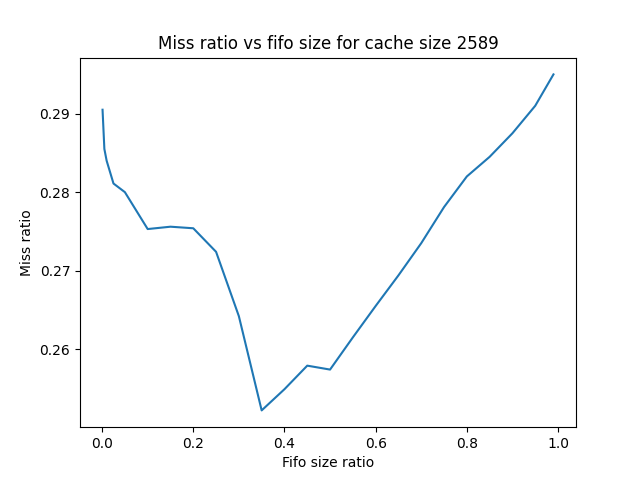 Miss ratio vs fifo size for cache size 2589
0.29
0.28
0.27
0.26
Miss ratio
0.0 0.2 0.4 0.6 0.8 1.0
Fifo size ratio